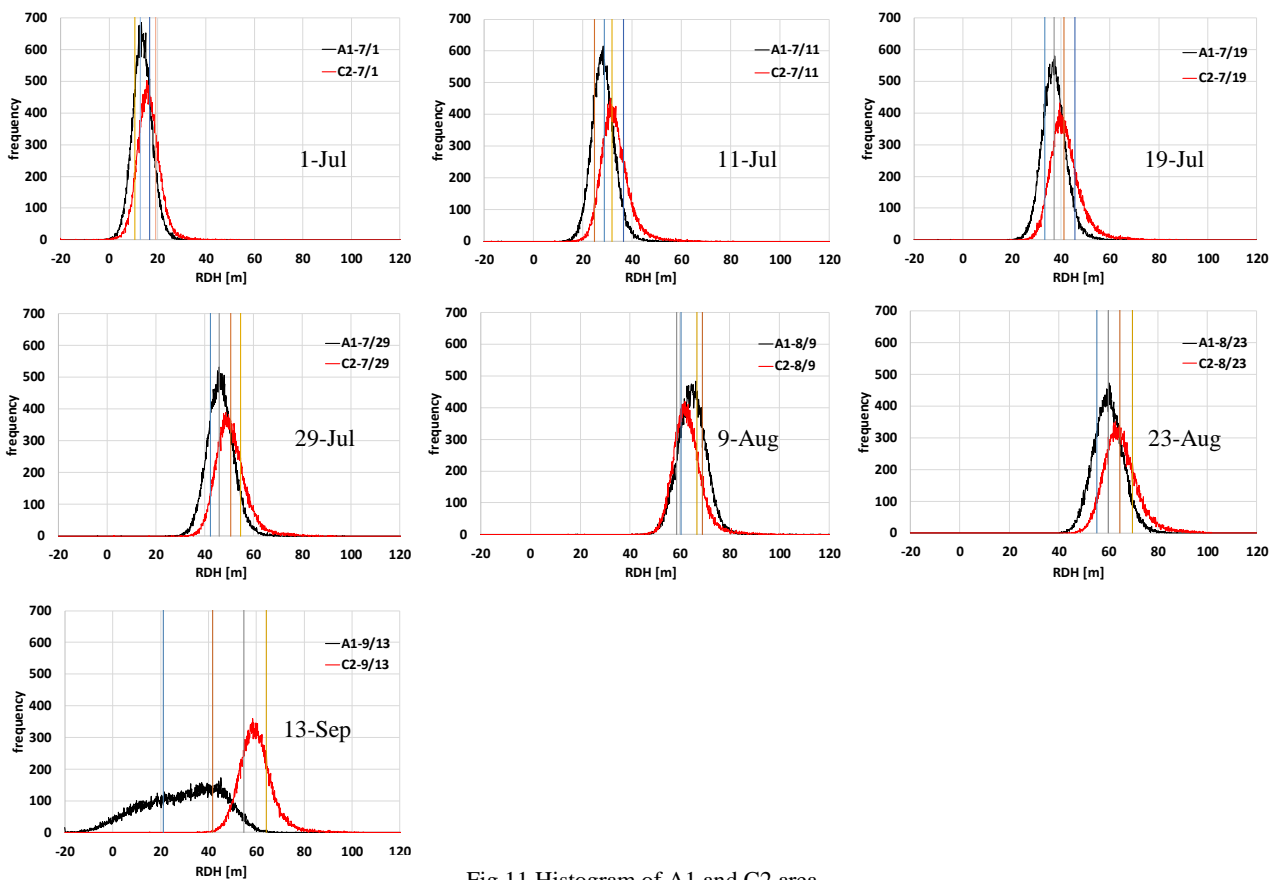 700
600
500
400
300
200
100
0
frequency
A1-7/1
C2-7/1
1-Jul
-20 0 20 40 60 80 100 120
RDH [m]
700
600
500
400
300
200
100
0
frequency
A1-7/11
C2-7/11
11-Jul
-20 0 20 40 60 80 100 120
RDH [m]
700
600
500
400
300
200
100
0
frequency
A1-7/19
C2-7/19
19-Jul
-20 0 20 40 60 80 100 120
RDH [m]
700
600
500
400
300
200
100
0
frequency
A1-7/29
C2-7/29
29-Jul
-20 0 20 40 60 80 100 120
RDH [m]
700
600
500
400
300
200
100
0
frequency
A1-8/9
C2-8/9
9-Aug
-20 0 20 40 60 80 100 120
RDH [m]
700
600
500
400
300
200
100
0
frequency
A1-8/23
C2-8/23
23-Aug
-20 0 20 40 60 80 100 120
RDH [m]
700
600
500
400
300
200
100
0
frequency
A1-9/13
C2-9/13
13-Sep
-20 0 20 40 60 80 100 120
RDH [m]
Fig 11 Histogram of A1 and C2 area